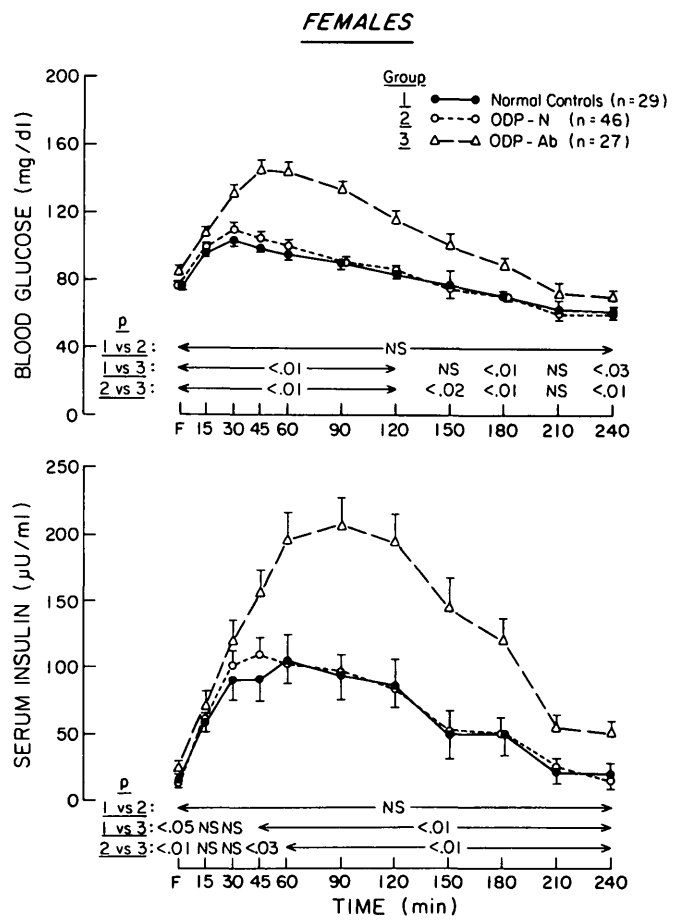 FEMALES
200
160
120
80
40
0
BLOOD GLUCOSE (mg/dl)
Group
1 Normal Controls (n=29)
2 ODP-N (n=46)
3 ODP-Ab (n=27)
p
1 vs 2: NS
1 vs 3: <.01 NS <.01 NS <.03
2 vs 3: <.01 <.02 <.01 NS <.01
F 15 30 45 60 90 120 150 180 210 240
250
200
150
100
50
0
SERUM INSULIN (μU/ml)
p
1 vs 2: NS
1 vs 3: <.05 NS NS <.01
2 vs 3: <.01 NS NS <.03 <.01
F 15 30 45 60 90 120 150 180 210 240
TIME (min)